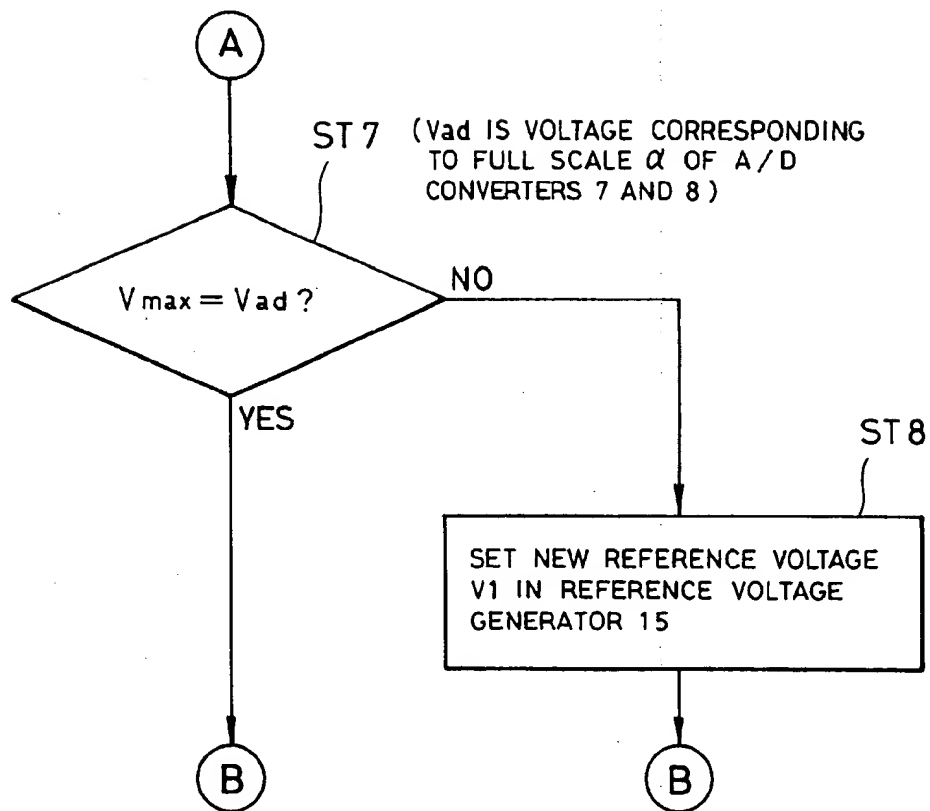 A
ST7 (Vad IS VOLTAGE CORRESPONDING
TO FULL SCALE α OF A/D
CONVERTERS 7 AND 8)
Vmax = Vad ?
NO
YES
ST8
SET NEW REFERENCE VOLTAGE
V1 IN REFERENCE VOLTAGE
GENERATOR 15
B
B